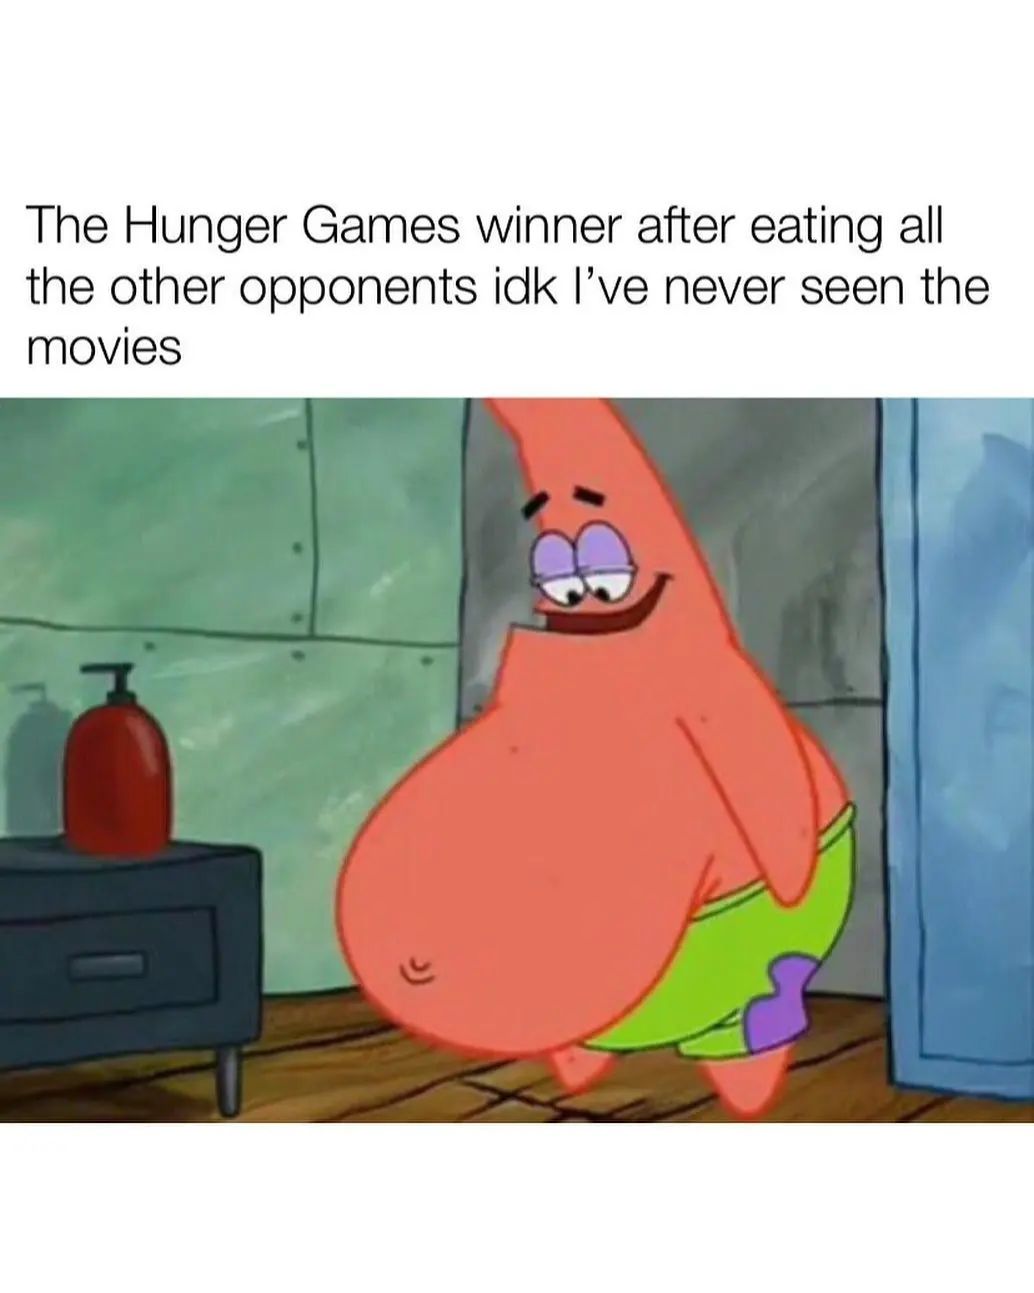 The Hunger Games winner after eating all
the other opponents idk I’ve never seen the
movies